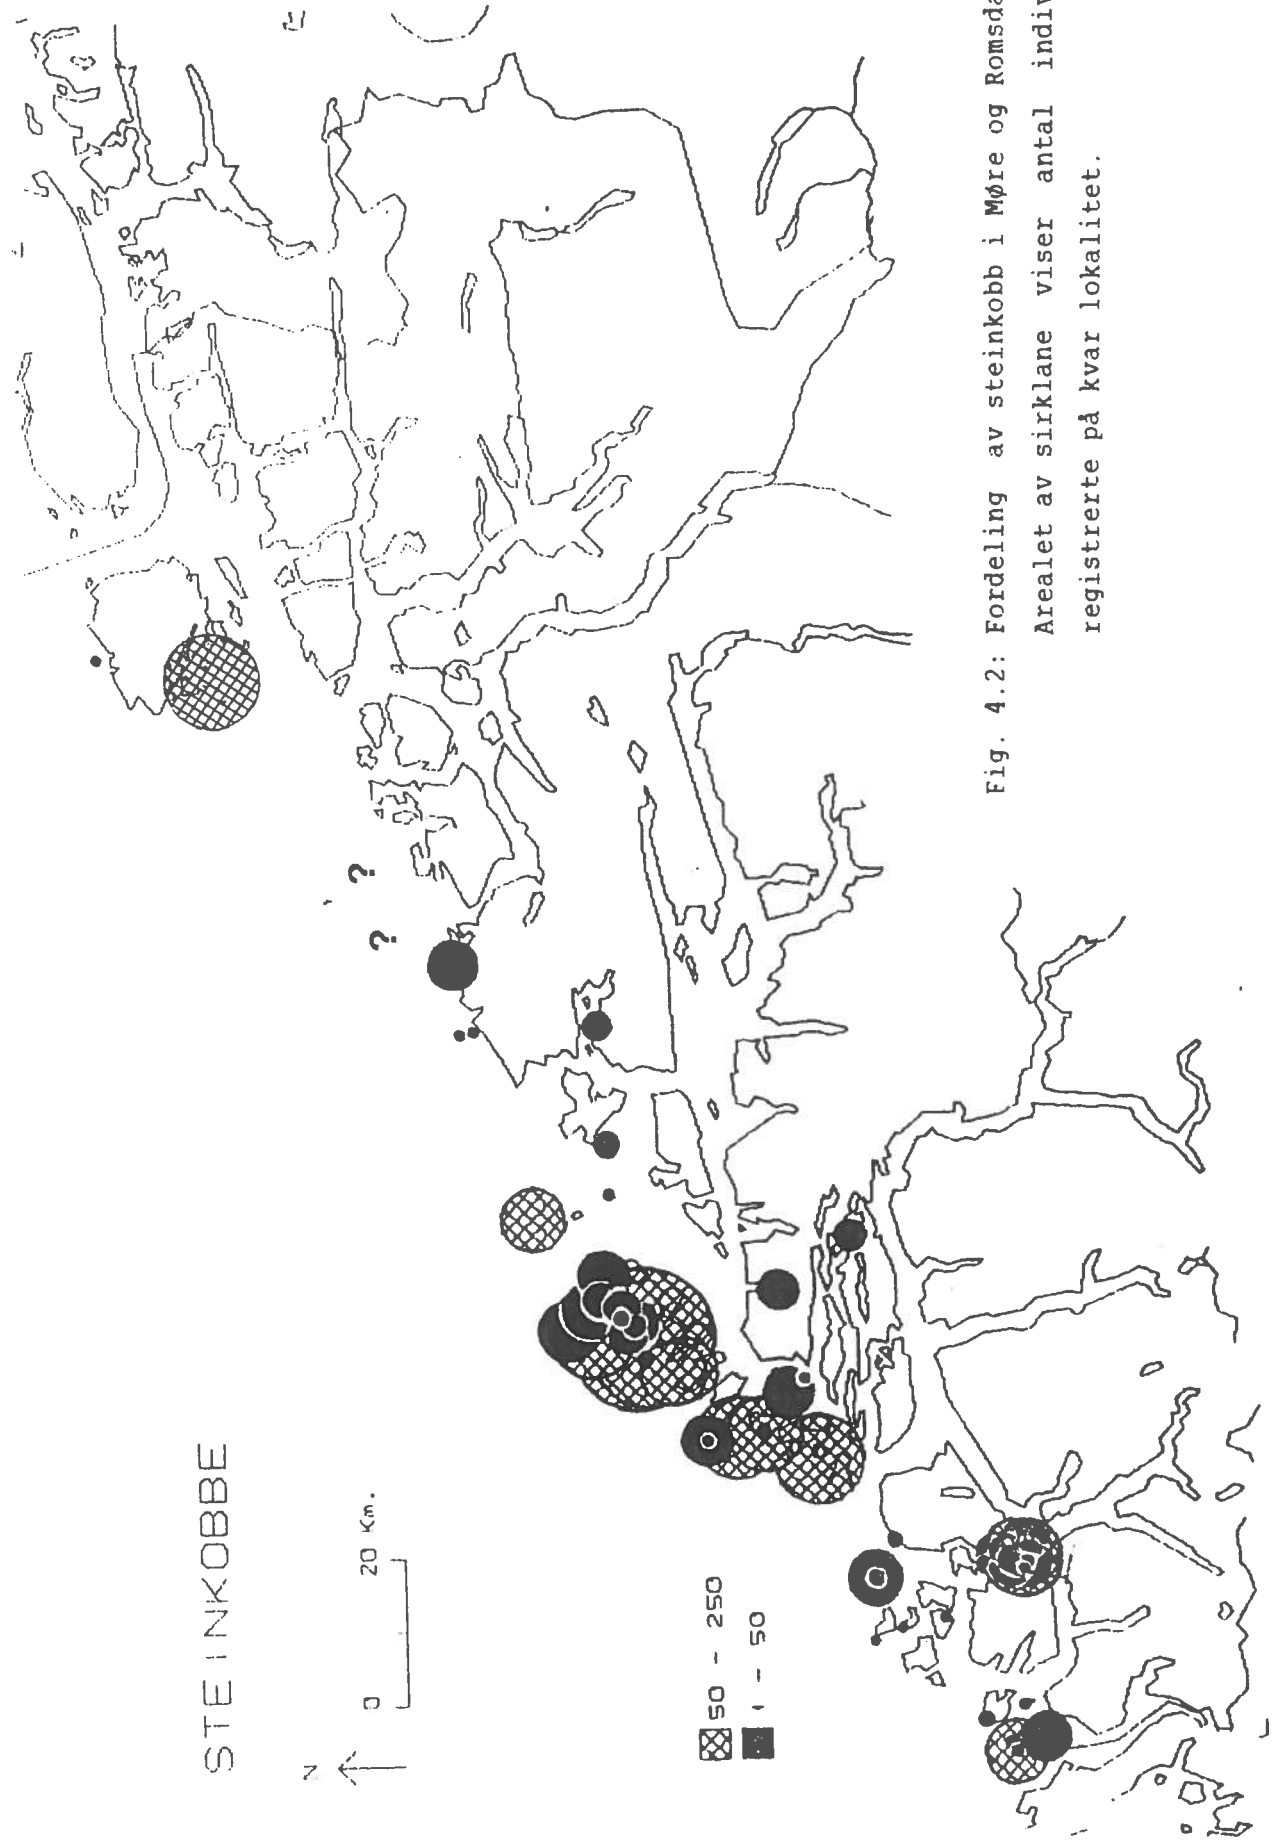 STEINKOBBE
N
0 20 Km.
50 - 250
1 - 50
?
?
Fig. 4.2: Fordeling av steinkobb i Møre og Romsda
Arealet av sirklane viser antal indiv
registrerte på kvar lokalitet.